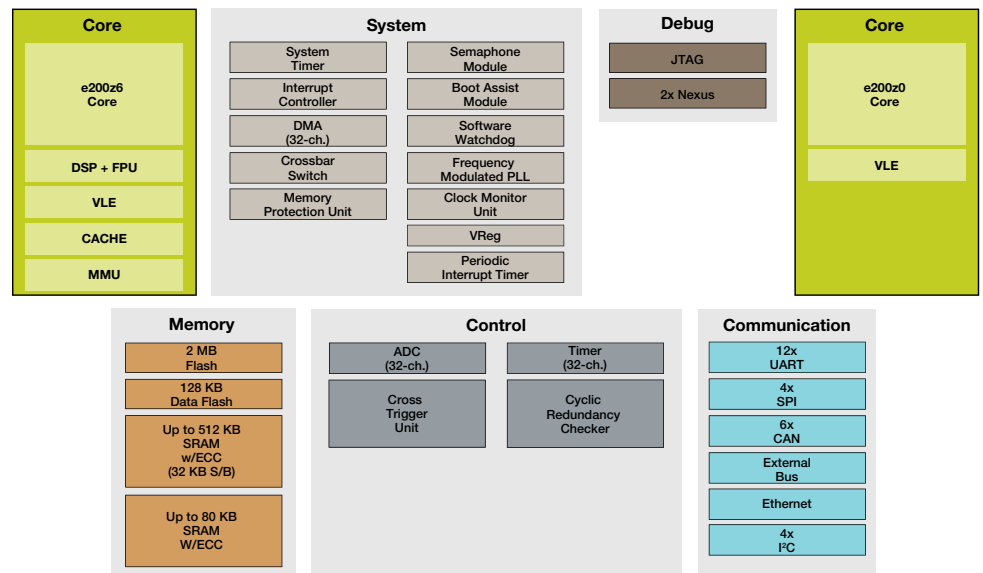 Core
e200z6
Core
DSP + FPU
VLE
CACHE
MMU
System
System
Timer
Interrupt
Controller
DMA
(32-ch.)
Crossbar
Switch
Memory
Protection Unit
Semaphone
Module
Boot Assist
Module
Software
Watchdog
Frequency
Modulated PLL
Clock Monitor
Unit
VReg
Periodic
Interrupt Timer
Debug
JTAG
2x Nexus
Core
e200z0
Core
VLE
Memory
2 MB
Flash
128 KB
Data Flash
Up to 512 KB
SRAM
w/ECC
(32 KB S/B)
Up to 80 KB
SRAM
W/ECC
Control
ADC
(32-ch.)
Cross
Trigger
Unit
Timer
(32-ch.)
Cyclic
Redundancy
Checker
Communication
12x
UART
4x
SPI
6x
CAN
External
Bus
Ethernet
4x
I²C